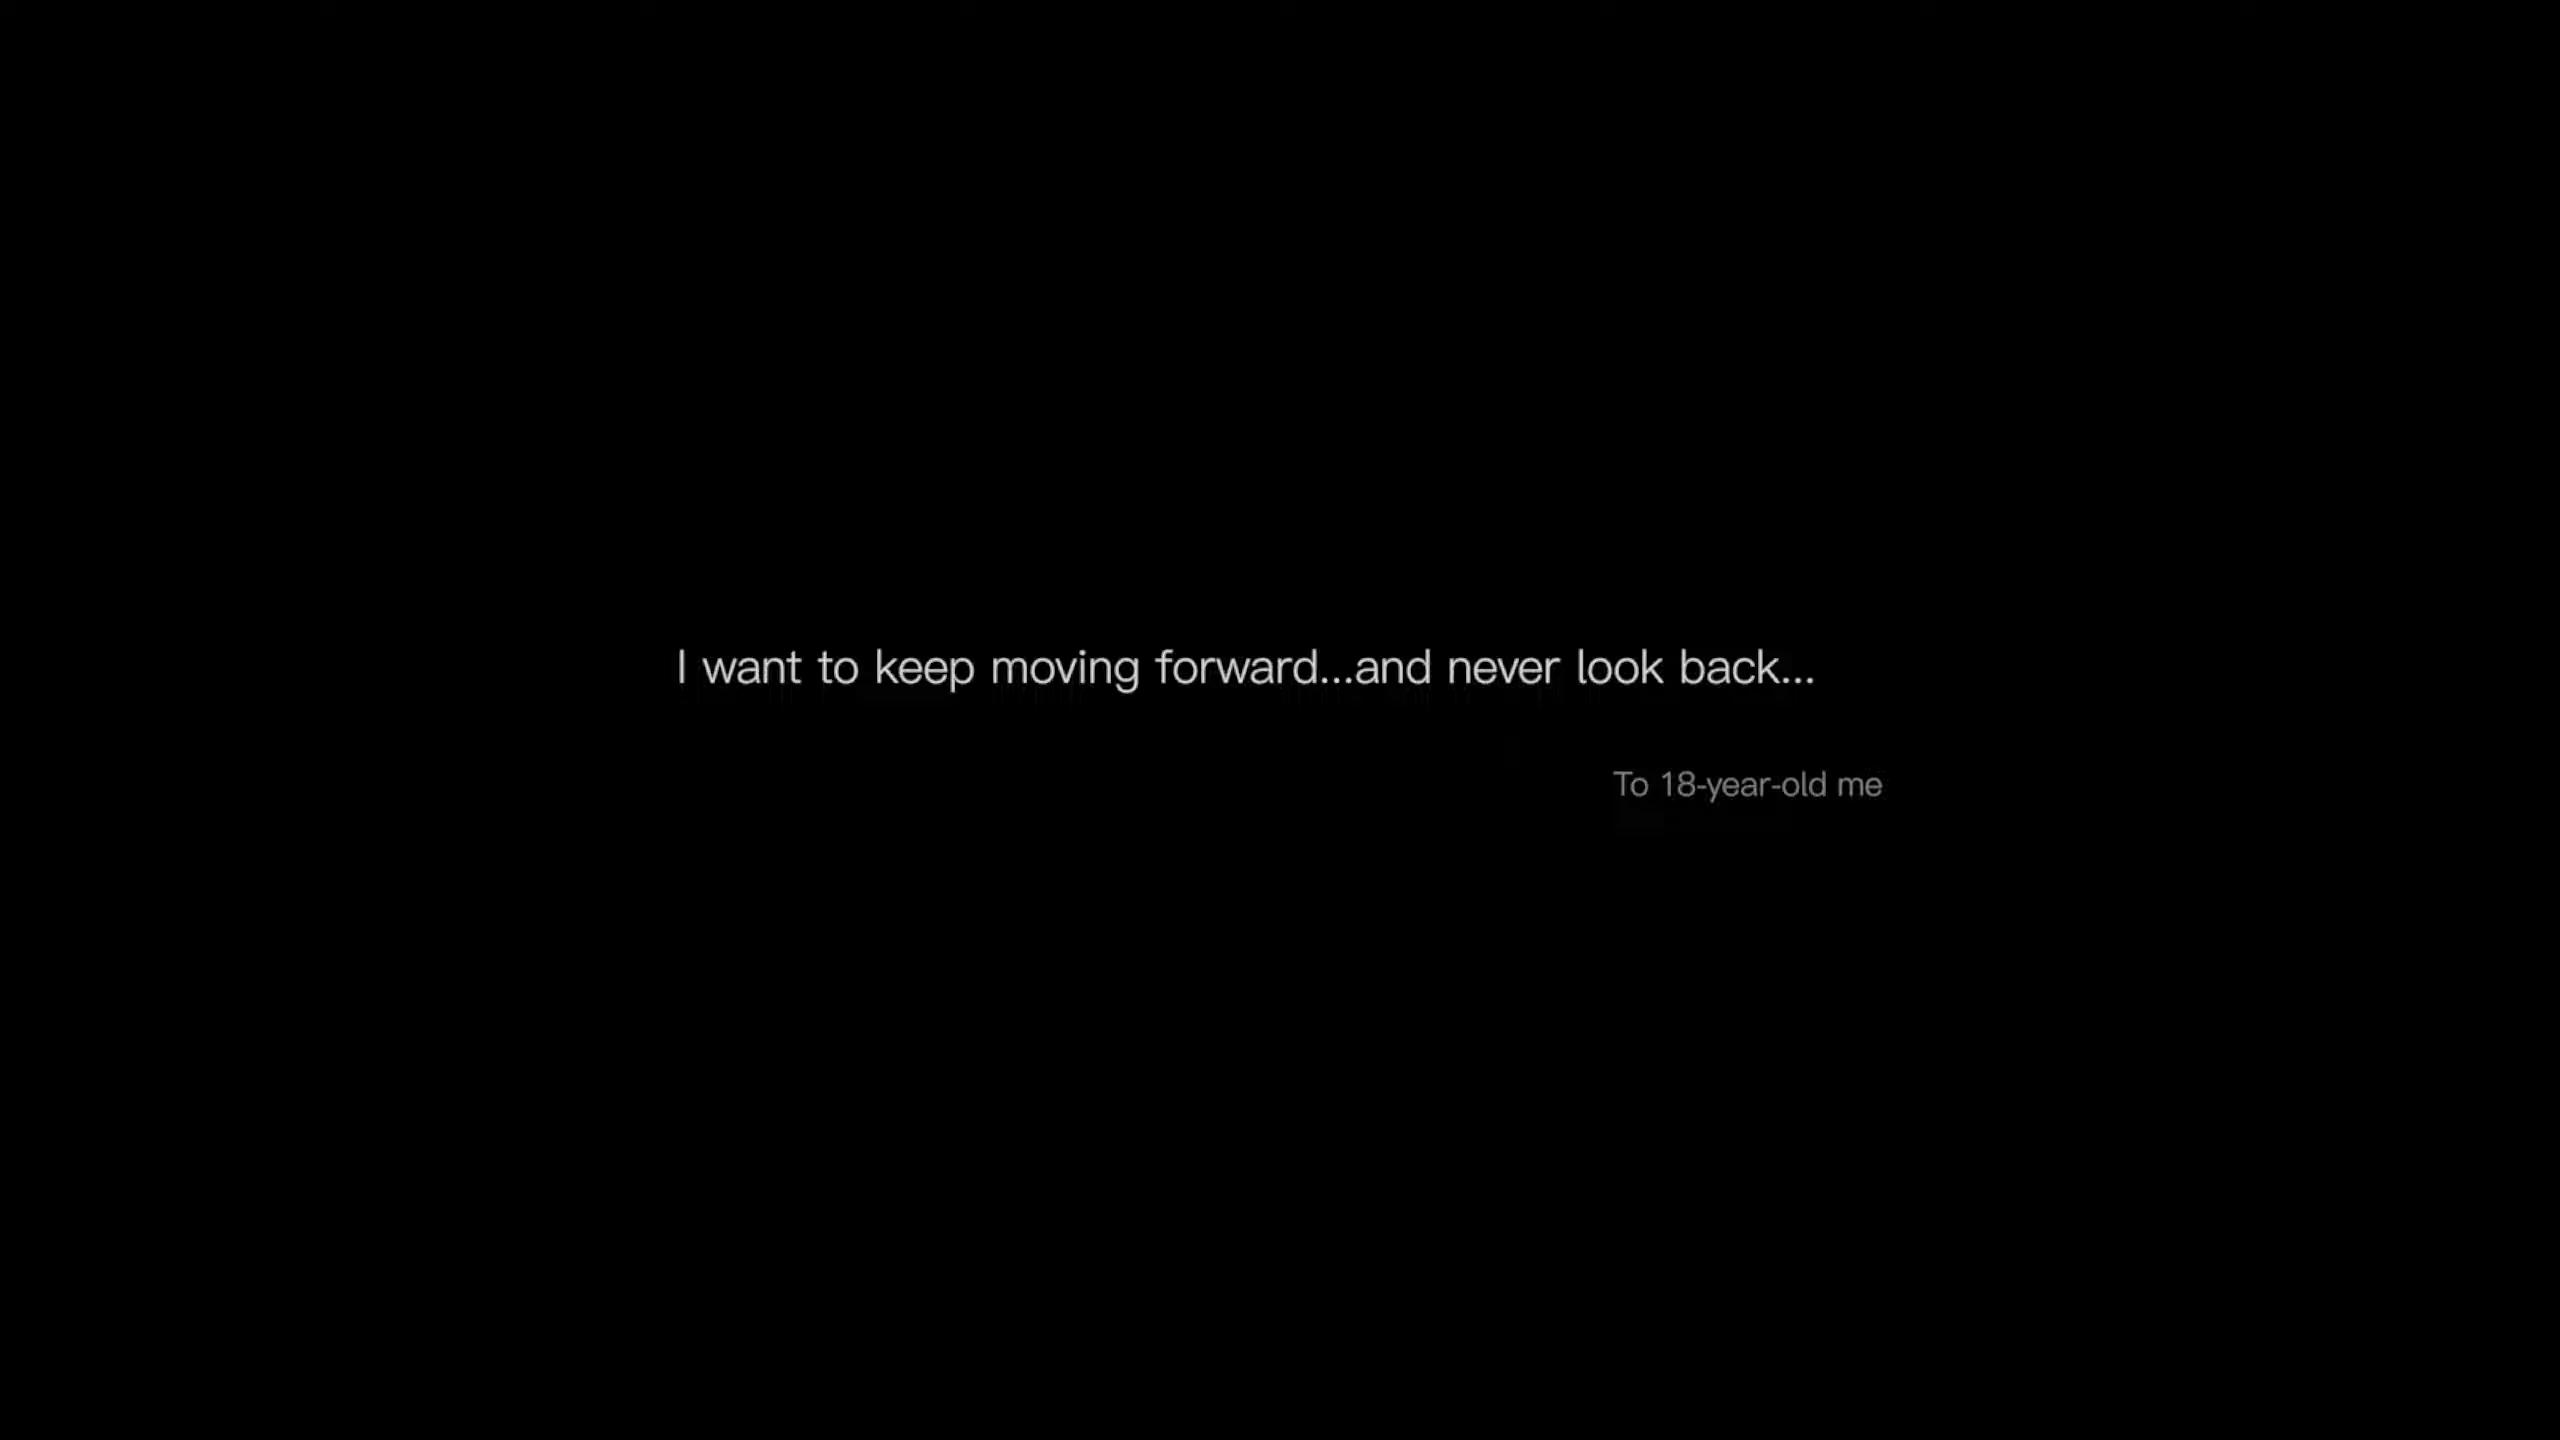 I want to keep moving forward...and never look back...
To 18-year-old me